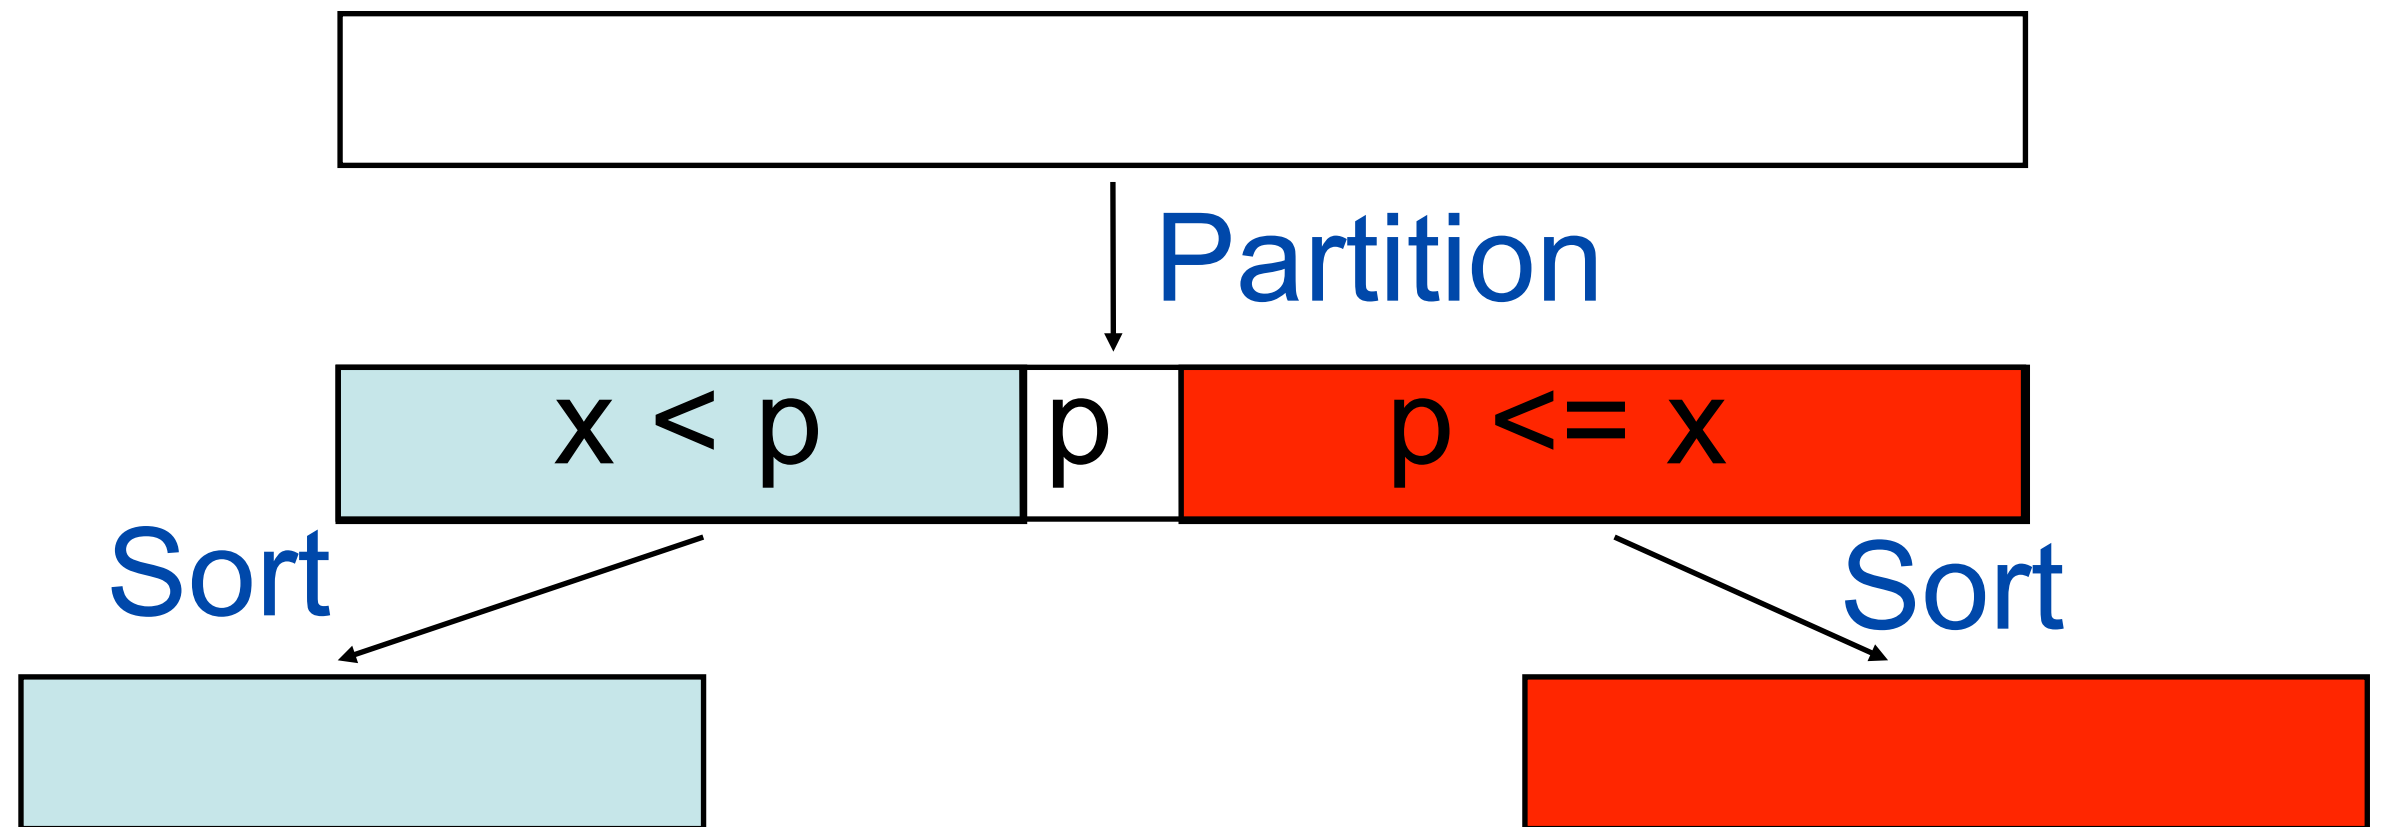 Partition
x < p
p
p <= x
Sort
Sort